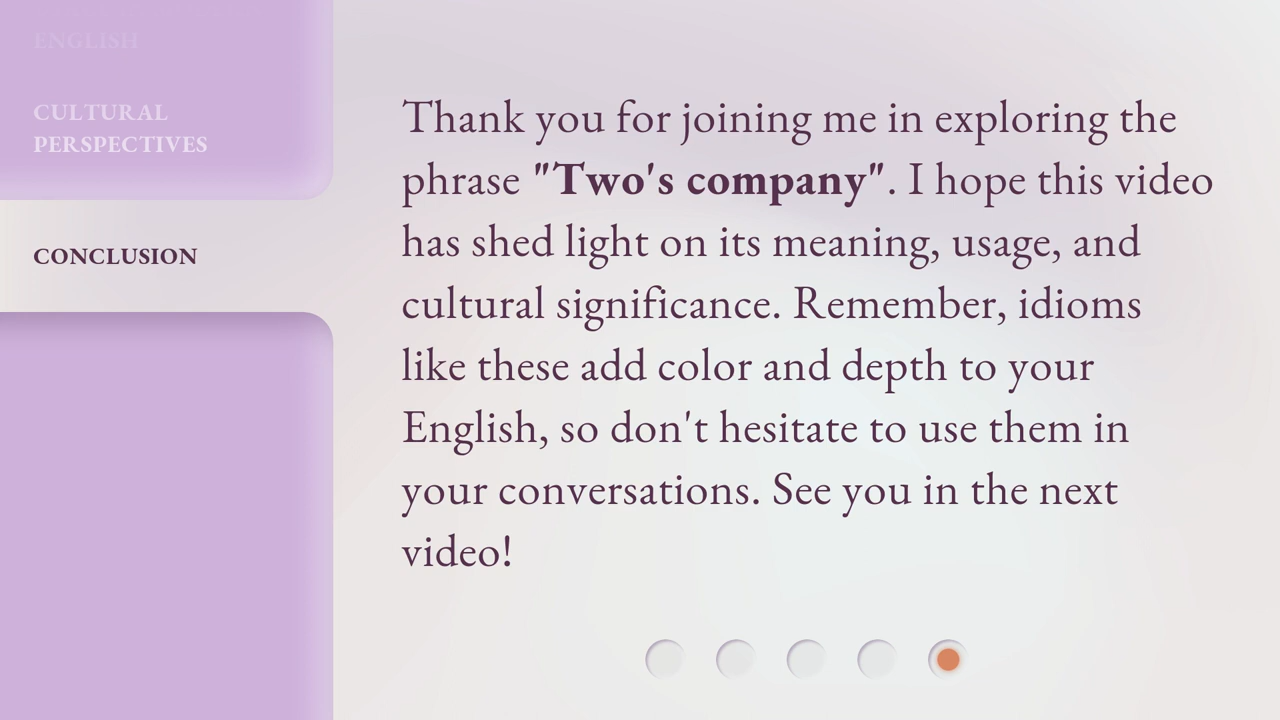 ENGLISH
CULTURAL
PERSPECTIVES
CONCLUSION
Thank you for joining me in exploring the
phrase "Two's company". I hope this video
has shed light on its meaning, usage, and
cultural significance. Remember, idioms
like these add color and depth to your
English, so don't hesitate to use them in
your conversations. See you in the next
video!